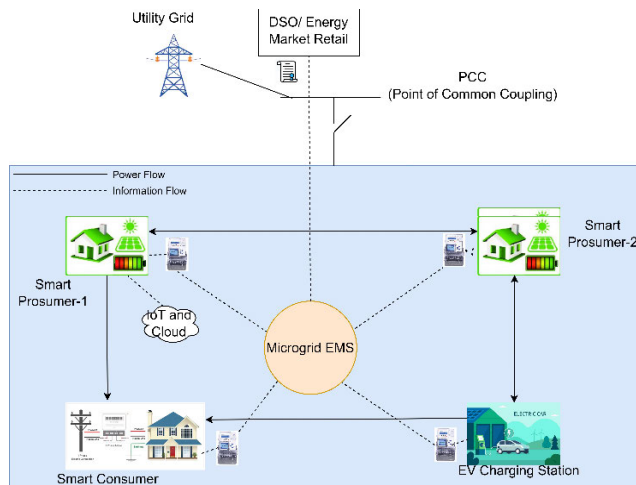 Utility Grid
DSO/ Energy
Market Retail
PCC
(Point of Common Coupling)
Power Flow
Information Flow
Smart
Prosumer-1
Smart
Prosumer-2
IoT and
Cloud
Microgrid EMS
ELECTRIC CAR
Smart Consumer
EV Charging Station